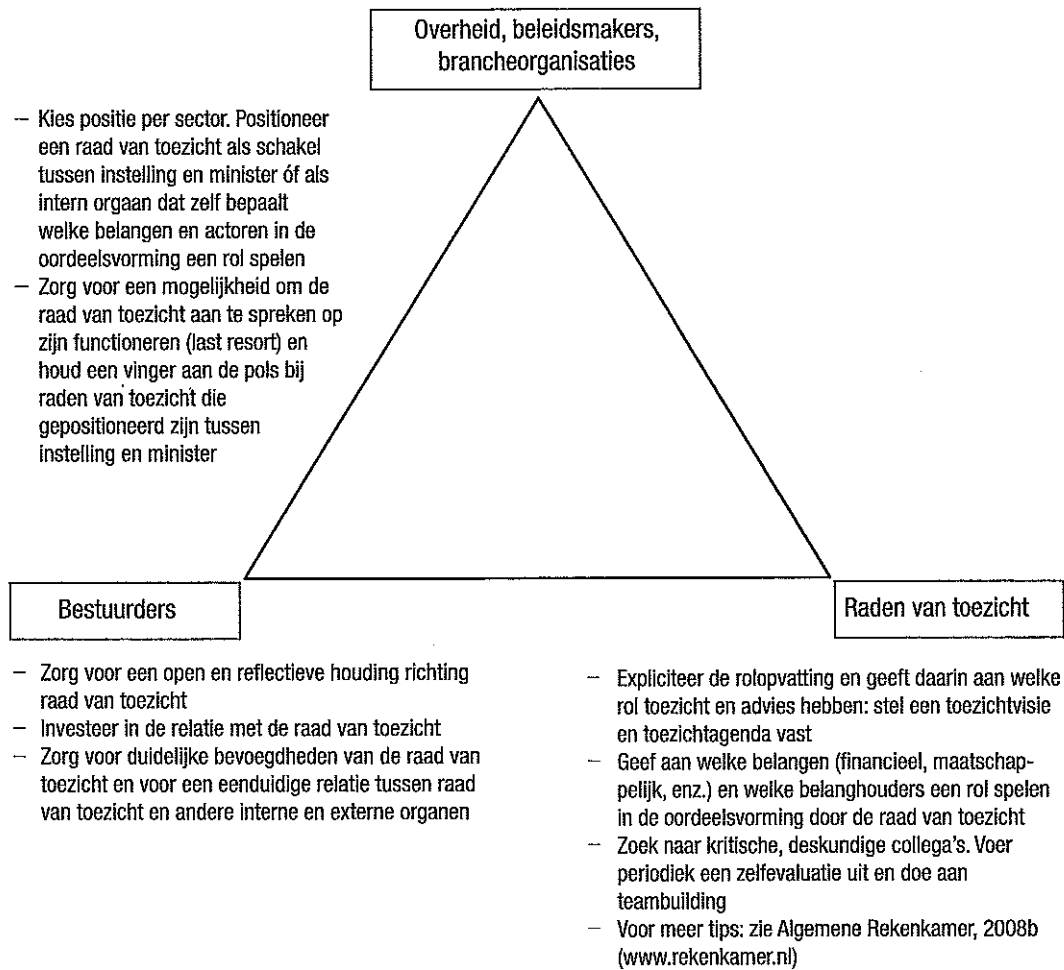 Overheid, beleidsmakers,
brancheorganisaties
– Kies positie per sector. Positioneer
een raad van toezicht als schakel
tussen instelling en minister óf als
intern orgaan dat zelf bepaalt
welke belangen en actoren in de
oordeelsvorming een rol spelen
– Zorg voor een mogelijkheid om de
raad van toezicht aan te spreken op
zijn functioneren (last resort) en
houd een vinger aan de pols bij
raden van toezicht die
gepositioneerd zijn tussen
instelling en minister
Bestuurders
– Zorg voor een open en reflectieve houding richting
raad van toezicht
– Investeer in de relatie met de raad van toezicht
– Zorg voor duidelijke bevoegdheden van de raad van
toezicht en voor een eenduidige relatie tussen raad
van toezicht en andere interne en externe organen
Raden van toezicht
– Expliciteer de rolopvatting en geeft daarin aan welke
rol toezicht en advies hebben: stel een toezichtvisie
en toezichtagenda vast
– Geef aan welke belangen (financieel, maatschap-
pelijk, enz.) en welke belanghouders een rol spelen
in de oordeelsvorming door de raad van toezicht
– Zoek naar kritische, deskundige collega's. Voer
periodiek een zelfevaluatie uit en doe aan
teambuilding
– Voor meer tips: zie Algemene Rekenkamer, 2008b
(www.rekenkamer.nl)